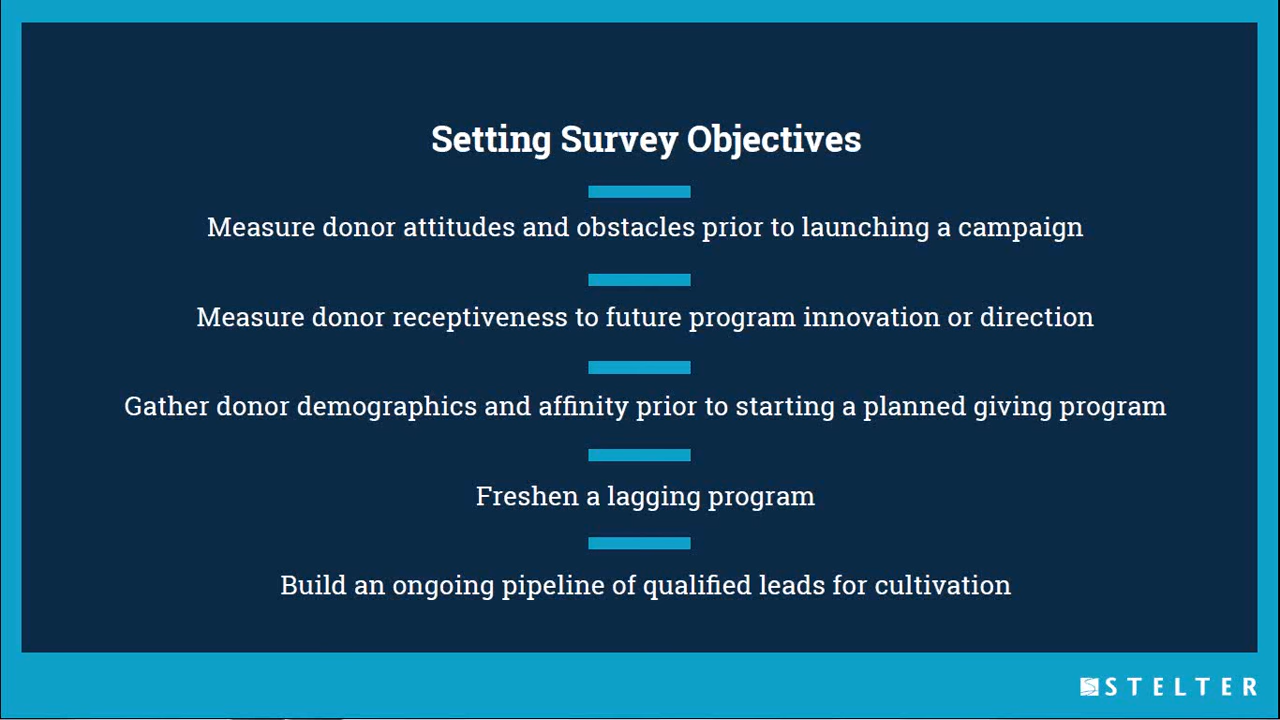 Setting Survey Objectives
Measure donor attitudes and obstacles prior to launching a campaign
Measure donor receptiveness to future program innovation or direction
Gather donor demographics and affinity prior to starting a planned giving program
Freshen a lagging program
Build an ongoing pipeline of qualified leads for cultivation
STELTER